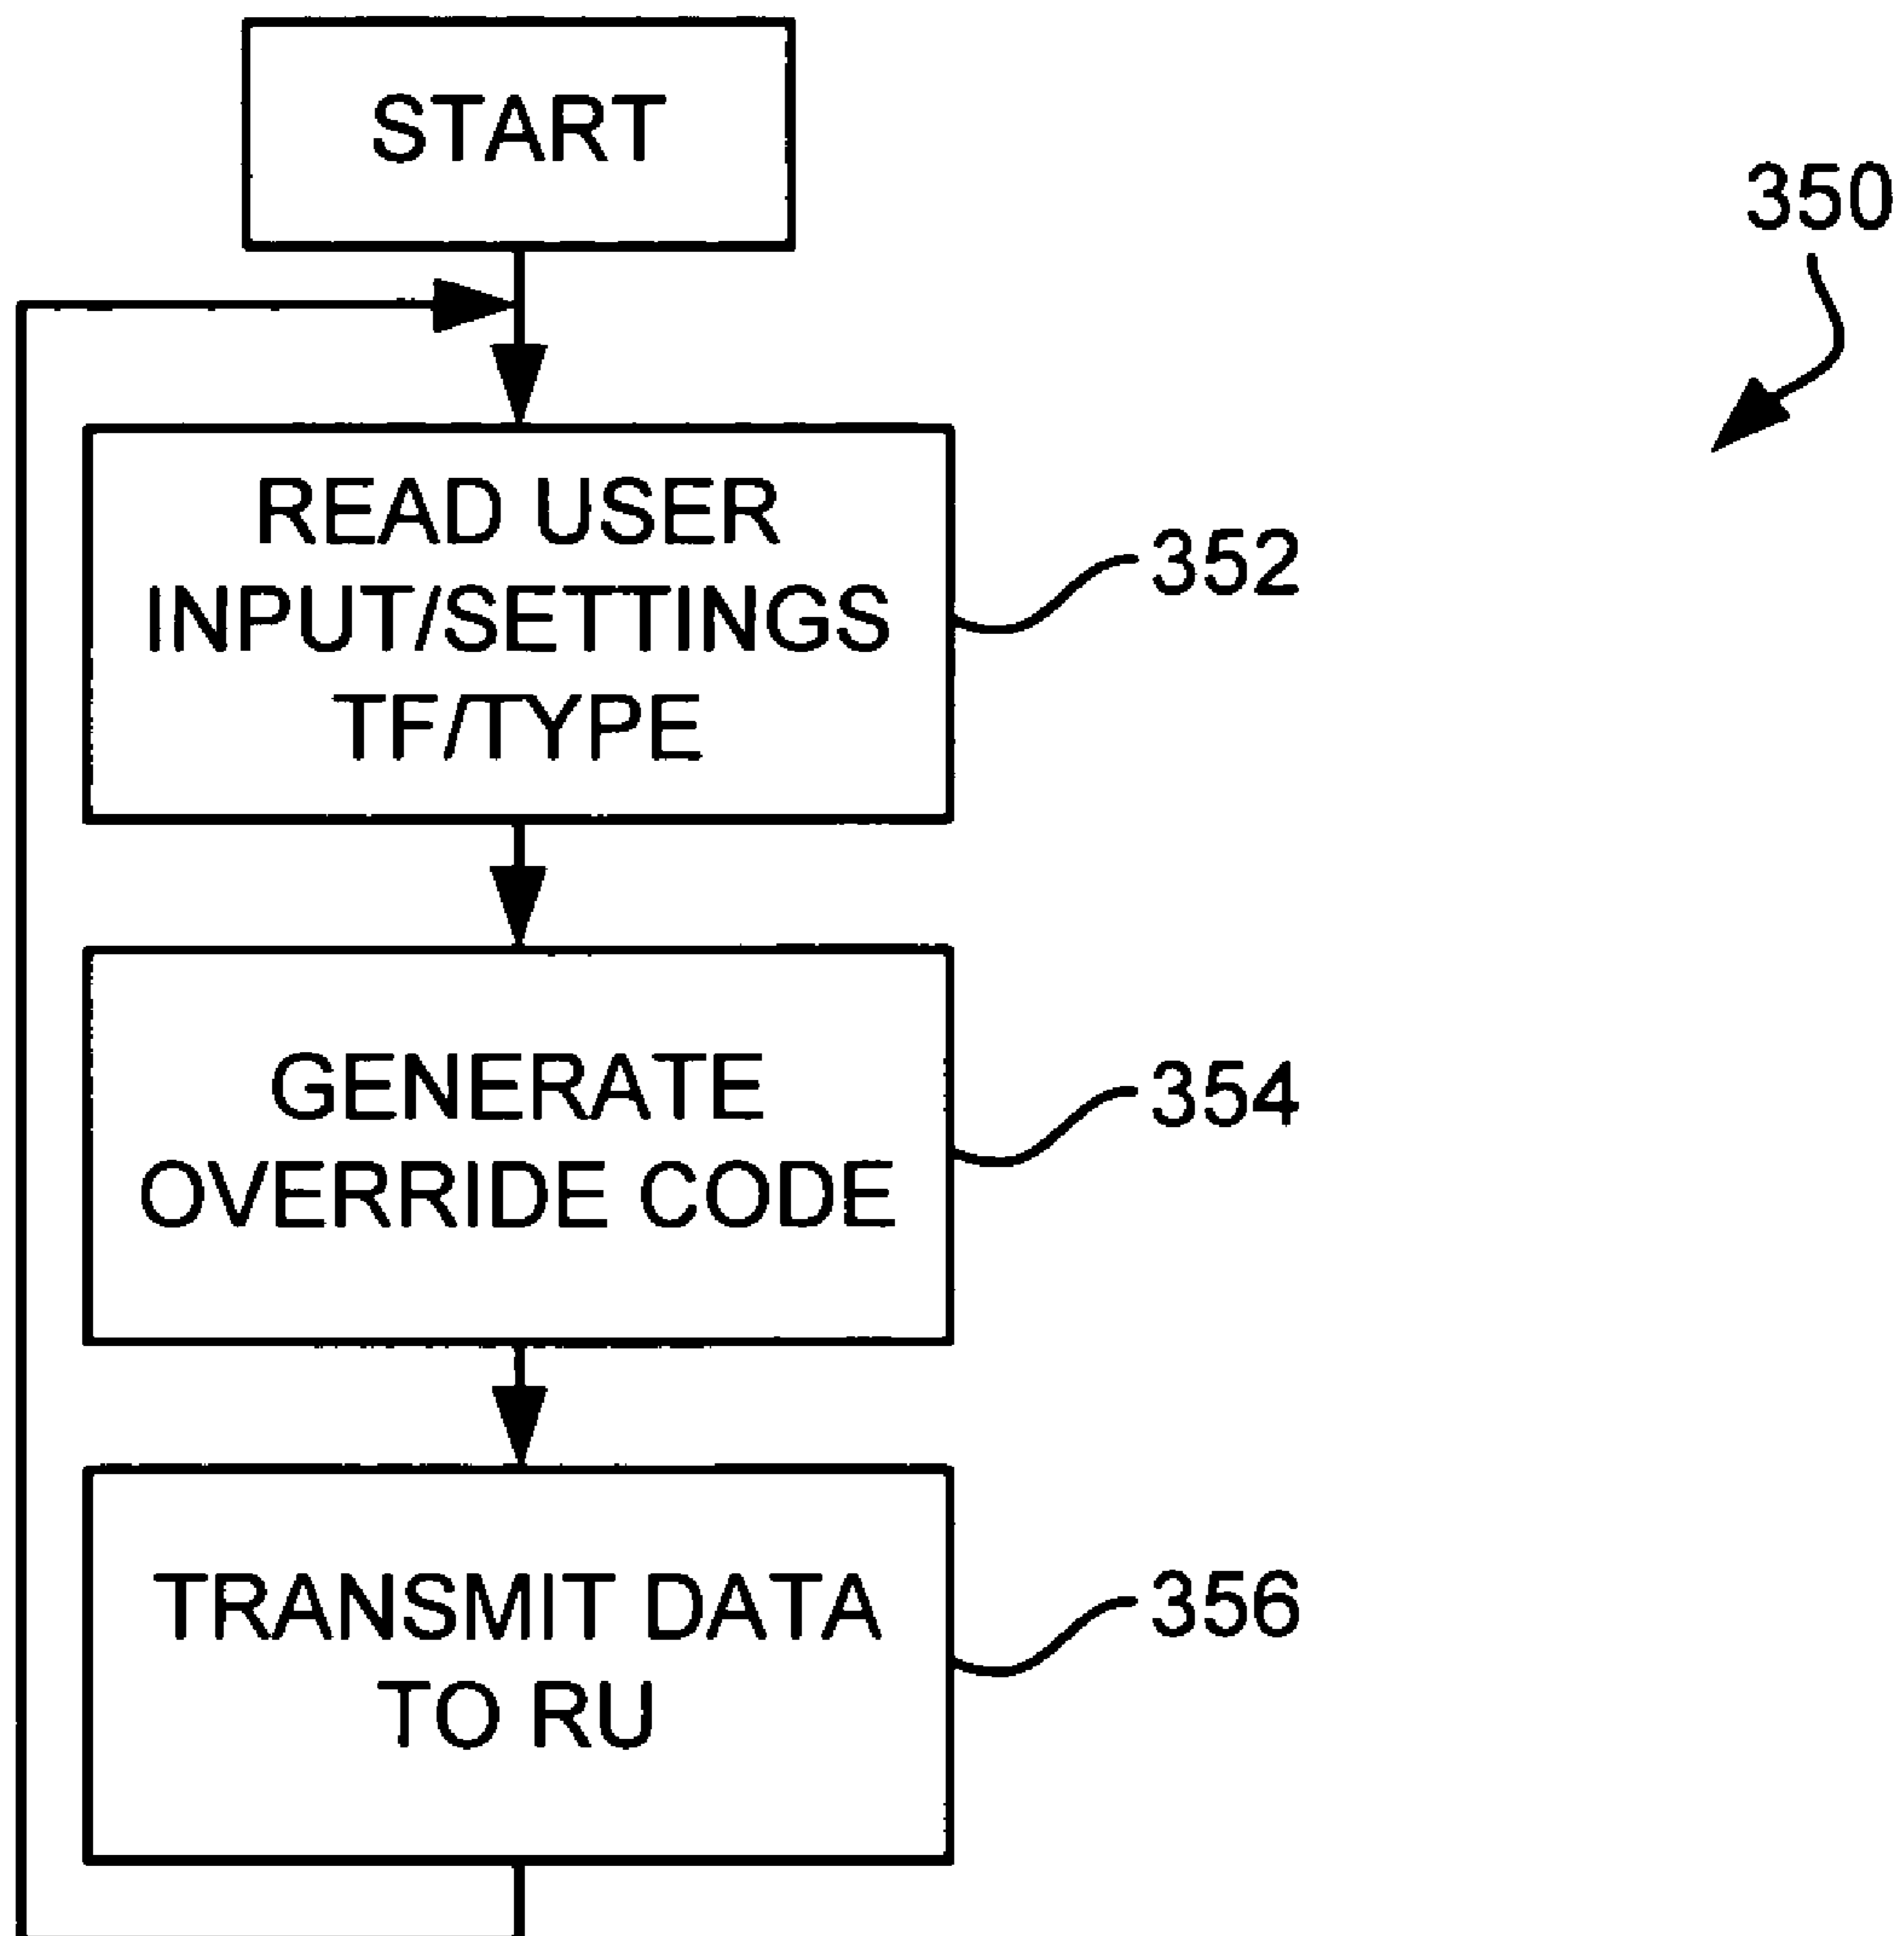 START
350
READ USER
INPUT/SETTINGS
TF/TYPE
352
GENERATE
OVERRIDE CODE
354
TRANSMIT DATA
TO RU
356